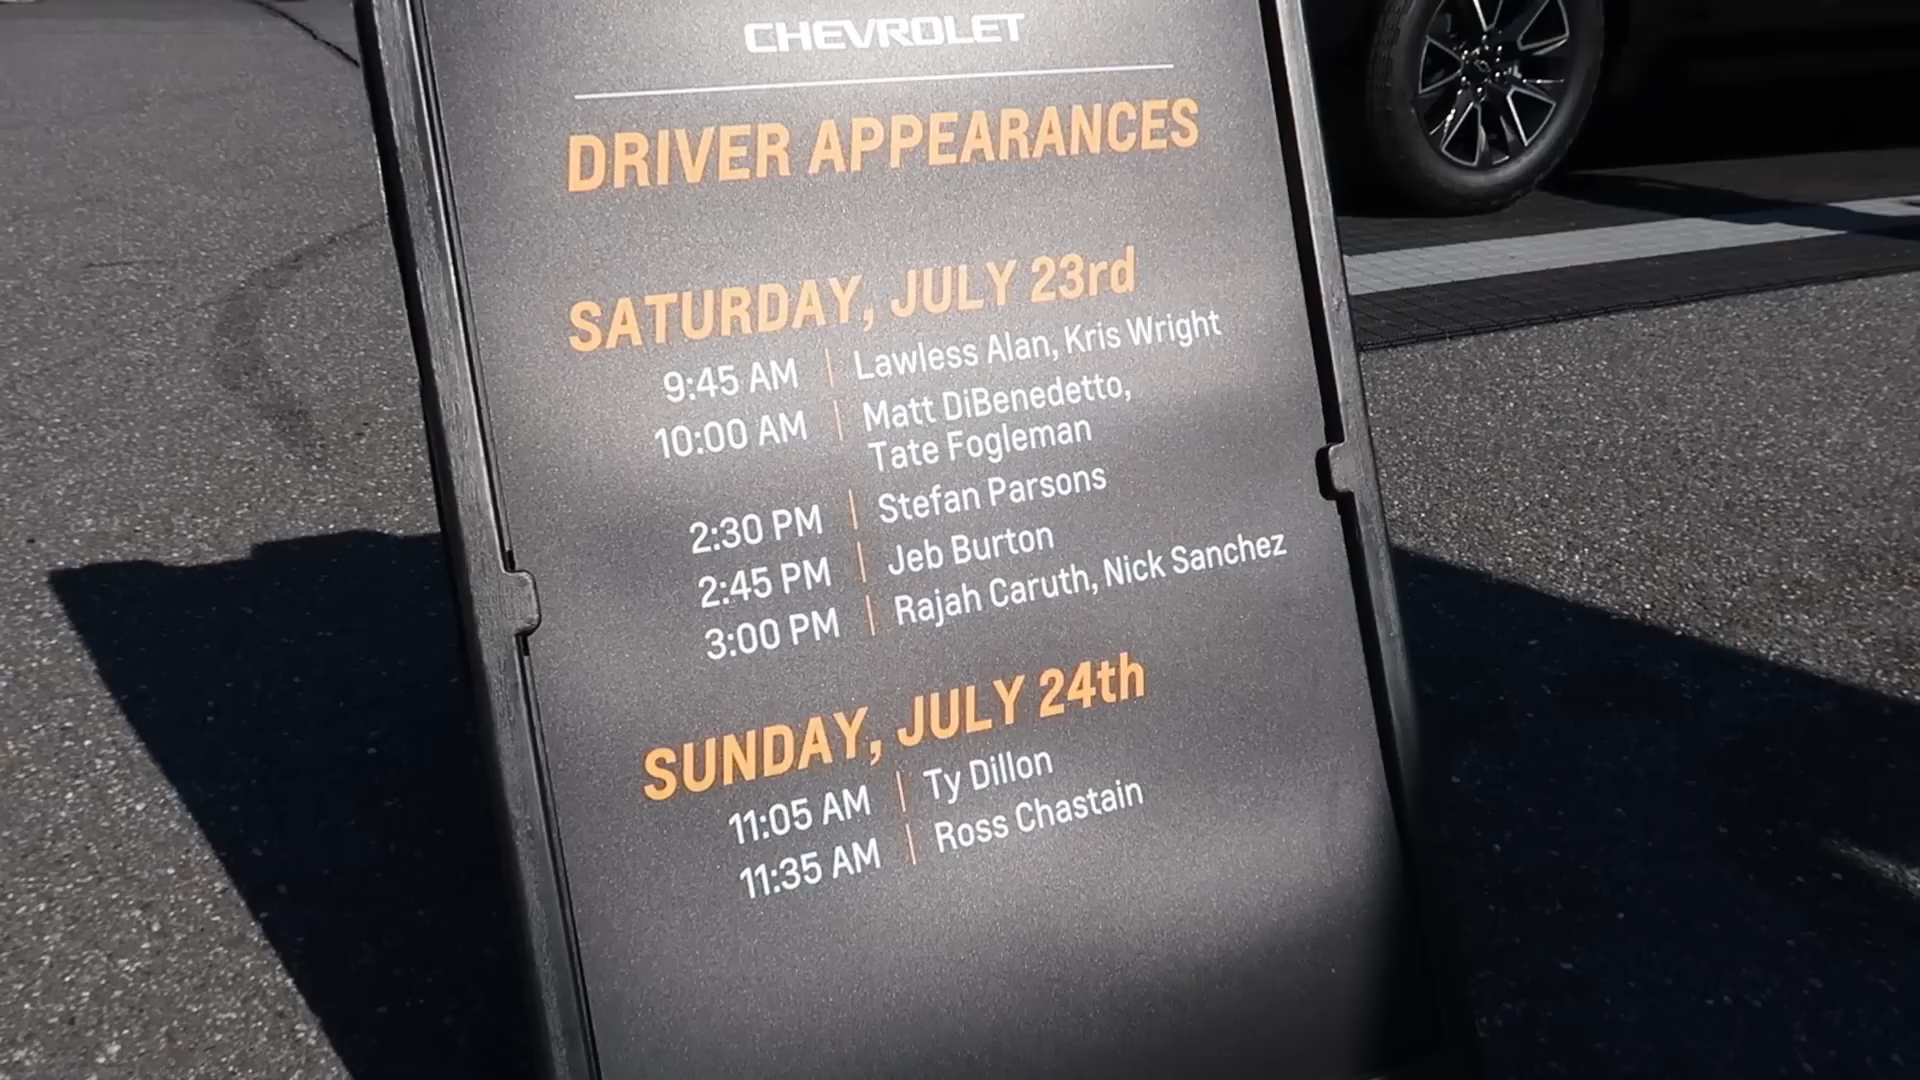 CHEVROLET
DRIVER APPEARANCES
SATURDAY, JULY 23rd
9:45 AM | Lawless Alan, Kris Wright
10:00 AM | Matt DiBenedetto,
Tate Fogleman
2:30 PM | Stefan Parsons
2:45 PM | Jeb Burton
3:00 PM | Rajah Caruth, Nick Sanchez
SUNDAY, JULY 24th
11:05 AM | Ty Dillon
11:35 AM | Ross Chastain